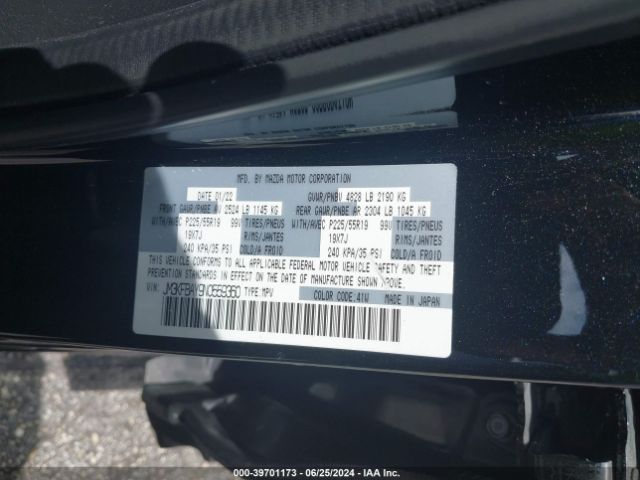 MFD. BY MAZDA MOTOR CORPORATION
DATE 01/22 GVWR/PNBV 4828 LB 2190 KG
FRONT GAWR/PNBE AV 2524 LB 1145 KG REAR GAWR/PNBE AR 2304 LB 1045 KG
WITH/AVEC P225/55R19 99V TIRES/PNEUS WITH/AVEC P225/55R19 99V TIRES/PNEUS
19X7J RIMS/JANTES 19X7J RIMS/JANTES
240 KPA/35 PSI COLD/A FROID 240 KPA/35 PSI COLD/A FROID
THIS VEHICLE CONFORMS TO ALL APPLICABLE FEDERAL MOTOR VEHICLE SAFETY AND THEFT
PREVENTION STANDARDS IN EFFECT ON THE DATE OF MANUFACTURE SHOWN ABOVE.
VIN: JM3KFBAY9N0559360 TYPE:MPV COLOR CODE:41W MADE IN JAPAN
000-39701173 - 06/25/2024 - IAA Inc.